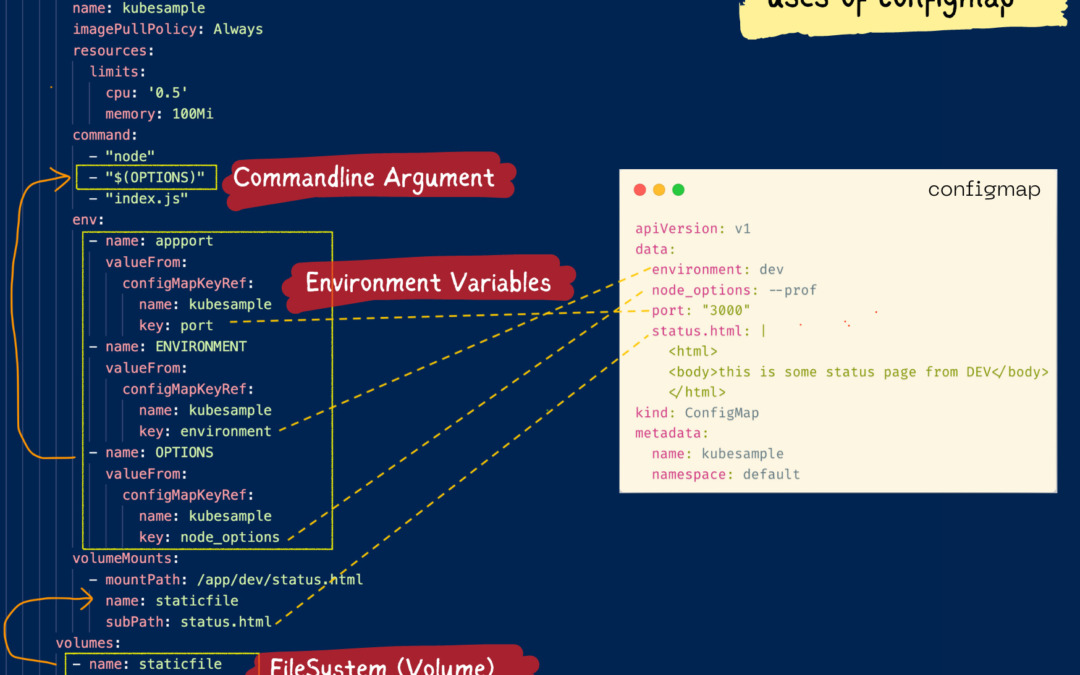 uses of configmap
name: kubesample
imagePullPolicy: Always
resources:
limits:
cpu: '0.5'
memory: 100Mi
command:
- "node"
- "$(OPTIONS)"
- "index.js"
Commandline Argument
env:
- name: appport
valueFrom:
configMapKeyRef:
name: kubesample
key: port
- name: ENVIRONMENT
valueFrom:
configMapKeyRef:
name: kubesample
key: environment
- name: OPTIONS
valueFrom:
configMapKeyRef:
name: kubesample
key: node_options
Environment Variables
volumeMounts:
- mountPath: /app/dev/status.html
name: staticfile
subPath: status.html
volumes:
- name: staticfile
FileSystem (Volume)
configmap
apiVersion: v1
data:
environment: dev
node_options: --prof
port: "3000"
status.html: |
<html>
<body>this is some status page from DEV</body>
</html>
kind: ConfigMap
metadata:
name: kubesample
namespace: default